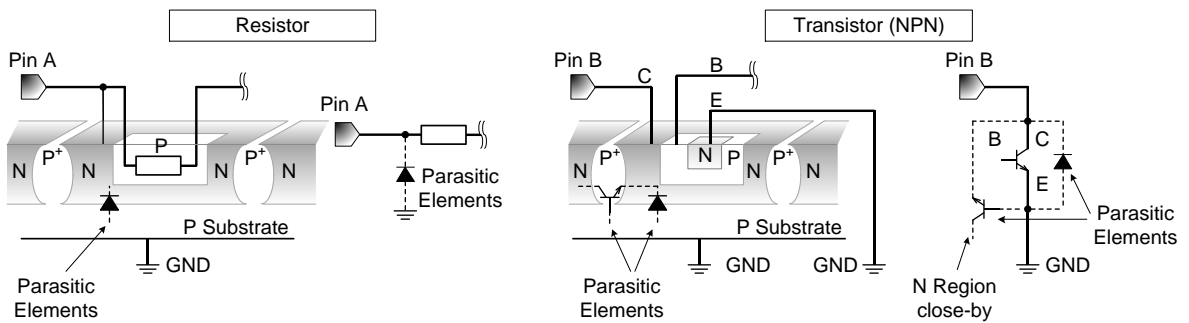 Resistor
Transistor (NPN)
Pin A
Pin A
N
P+
N
P
N
P+
N
Parasitic
Elements
P Substrate
GND
Parasitic
Elements
Pin B
C
B
E
N
P+
N
N
P
N
P+
N
P Substrate
GND
GND
Parasitic
Elements
Pin B
B
C
E
Parasitic
Elements
GND
N Region
close-by